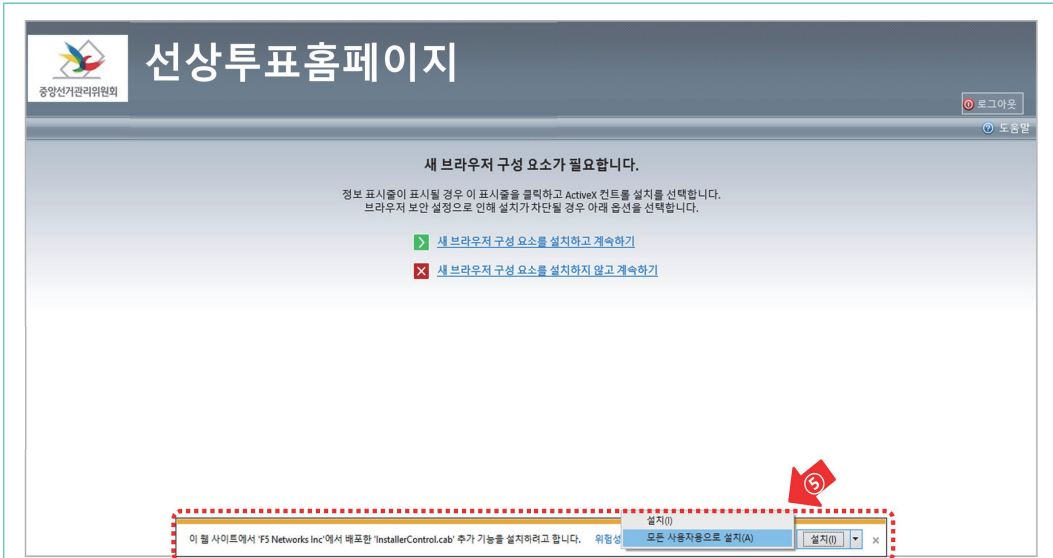 선상투표홈페이지
중앙선거관리위원회
로그아웃
도움말
새 브라우저 구성 요소가 필요합니다.
정보 표시줄이 표시될 경우 이 표시줄을 클릭하고 ActiveX 컨트롤 설치를 선택합니다.
브라우저 보안 설정으로 인해 설치가 차단될 경우 아래 옵션을 선택합니다.
새 브라우저 구성 요소를 설치하고 계속하기
새 브라우저 구성 요소를 설치하지 않고 계속하기
⑤
설치(I)
모든 사용자용으로 설치(A)
이 웹 사이트에서 'F5 Networks Inc'에서 배포한 'InstallerControl.cab' 추가 기능을 설치하려고 합니다. 위험성 설치(I)